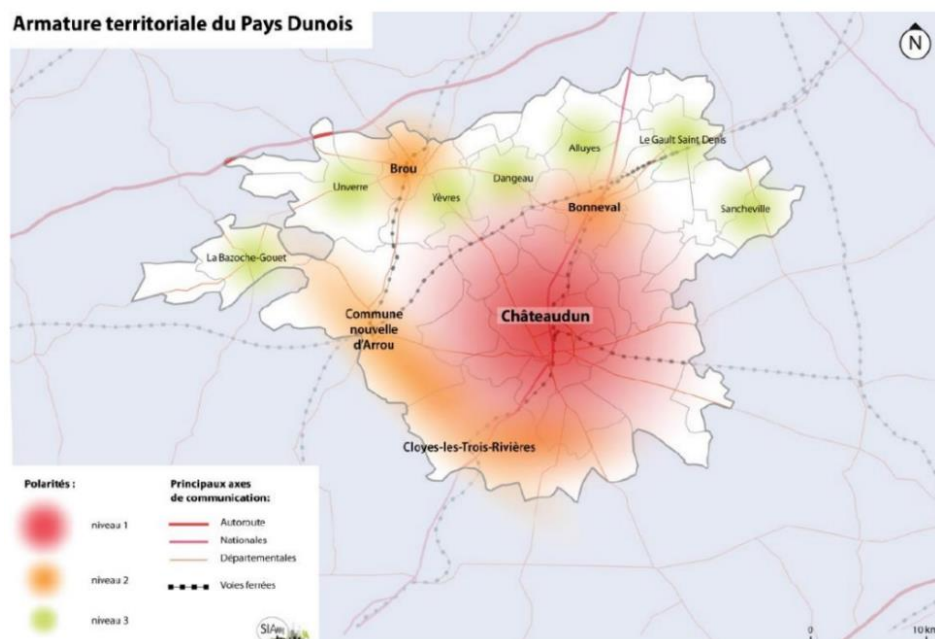 Armature territoriale du Pays Dunois
N
Le Gault Saint Denis
Alluyes
Brou
Dangeau
Unverre
Yèvres
Bonneval
Sancheville
La Bazoche-Gouet
Châteaudun
Commune
nouvelle
d'Arrou
Cloyes-les-Trois-Rivières
Polarités :
niveau 1
niveau 2
niveau 3
Principaux axes
de communication:
Autoroute
Nationales
Départementales
Voies ferrées
0
10 km